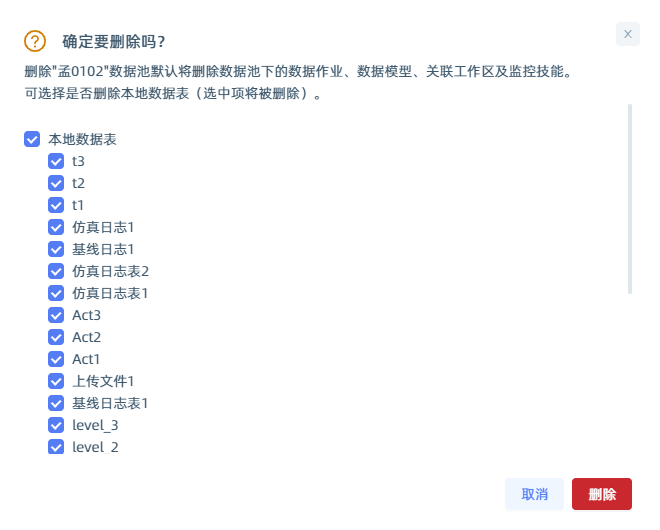 确定要删除吗？
X
删除"孟0102"数据池默认将删除数据池下的数据作业、数据模型、关联工作区及监控技能。
可选择是否删除本地数据表（选中项将被删除）。
本地数据表
t3
t2
t1
仿真日志1
基线日志1
仿真日志表2
仿真日志表1
Act3
Act2
Act1
上传文件1
基线日志表1
level_3
level_2
取消
删除